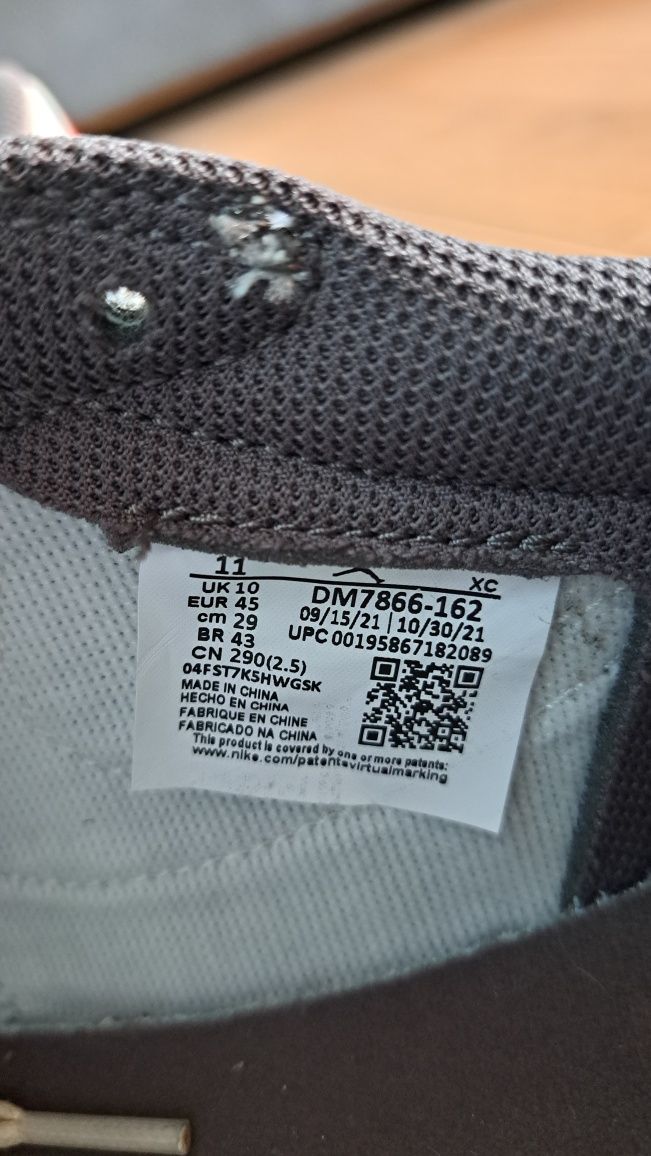 11 XC
UK 10 DM7866-162
EUR 45 09/15/21 | 10/30/21
cm 29 UPC 00195867182089
BR 43
CN 290(2.5)
04FST7K5HWGSK
MADE IN CHINA
HECHO EN CHINA
FABRIQUE EN CHINE
FABRICADO NA CHINA
This product is covered by one or more patents:
www.nike.com/patentsvirtualmarking